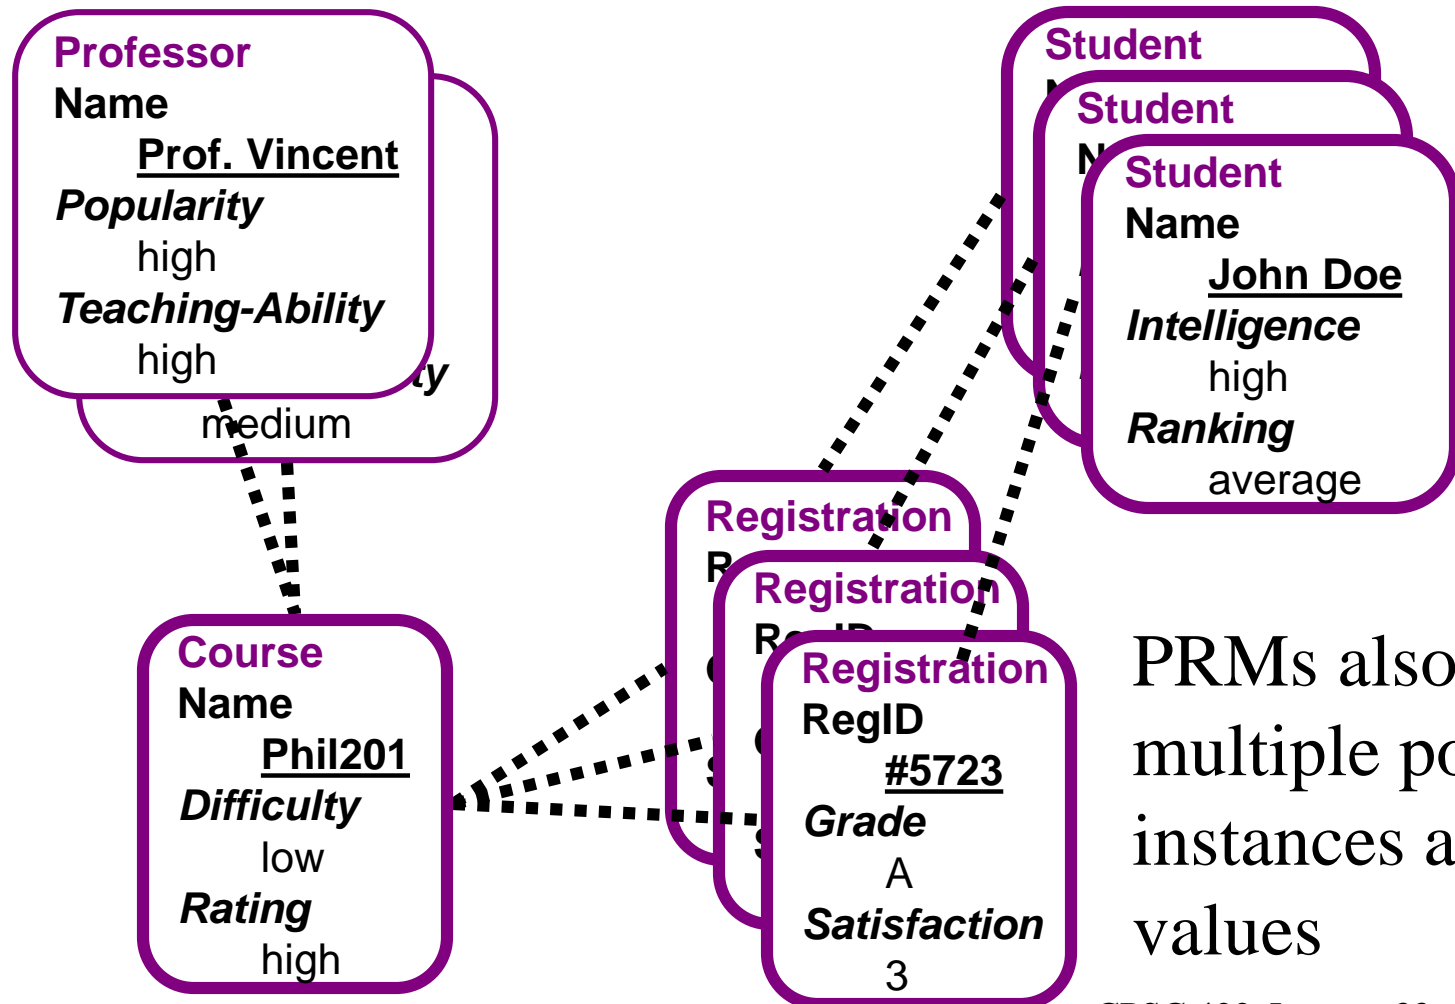 Professor
Name
Prof. Vincent
Popularity
high
Teaching-Ability
high
ty
medium
Student
Student
Student
Name
John Doe
Intelligence
high
Ranking
average
Registration
Registration
RegID
Registration
RegID
#5723
Grade
A
Satisfaction
3
Course
Name
Phil201
Difficulty
low
Rating
high
PRMs also
multiple po
instances a
values